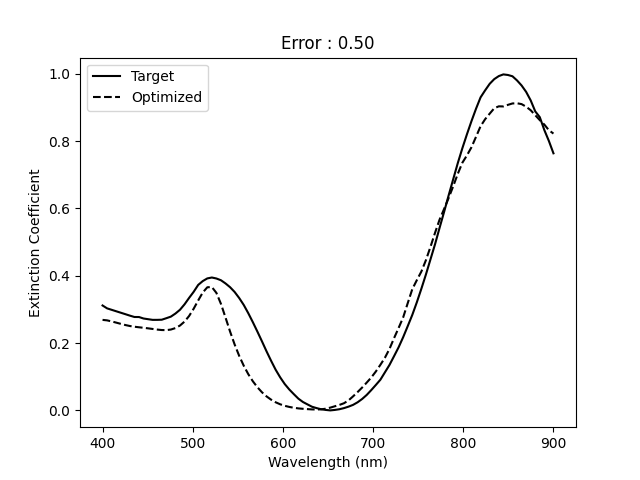 Error : 0.50
Target
Optimized
Extinction Coefficient
1.0
0.8
0.6
0.4
0.2
0.0
400 500 600 700 800 900
Wavelength (nm)